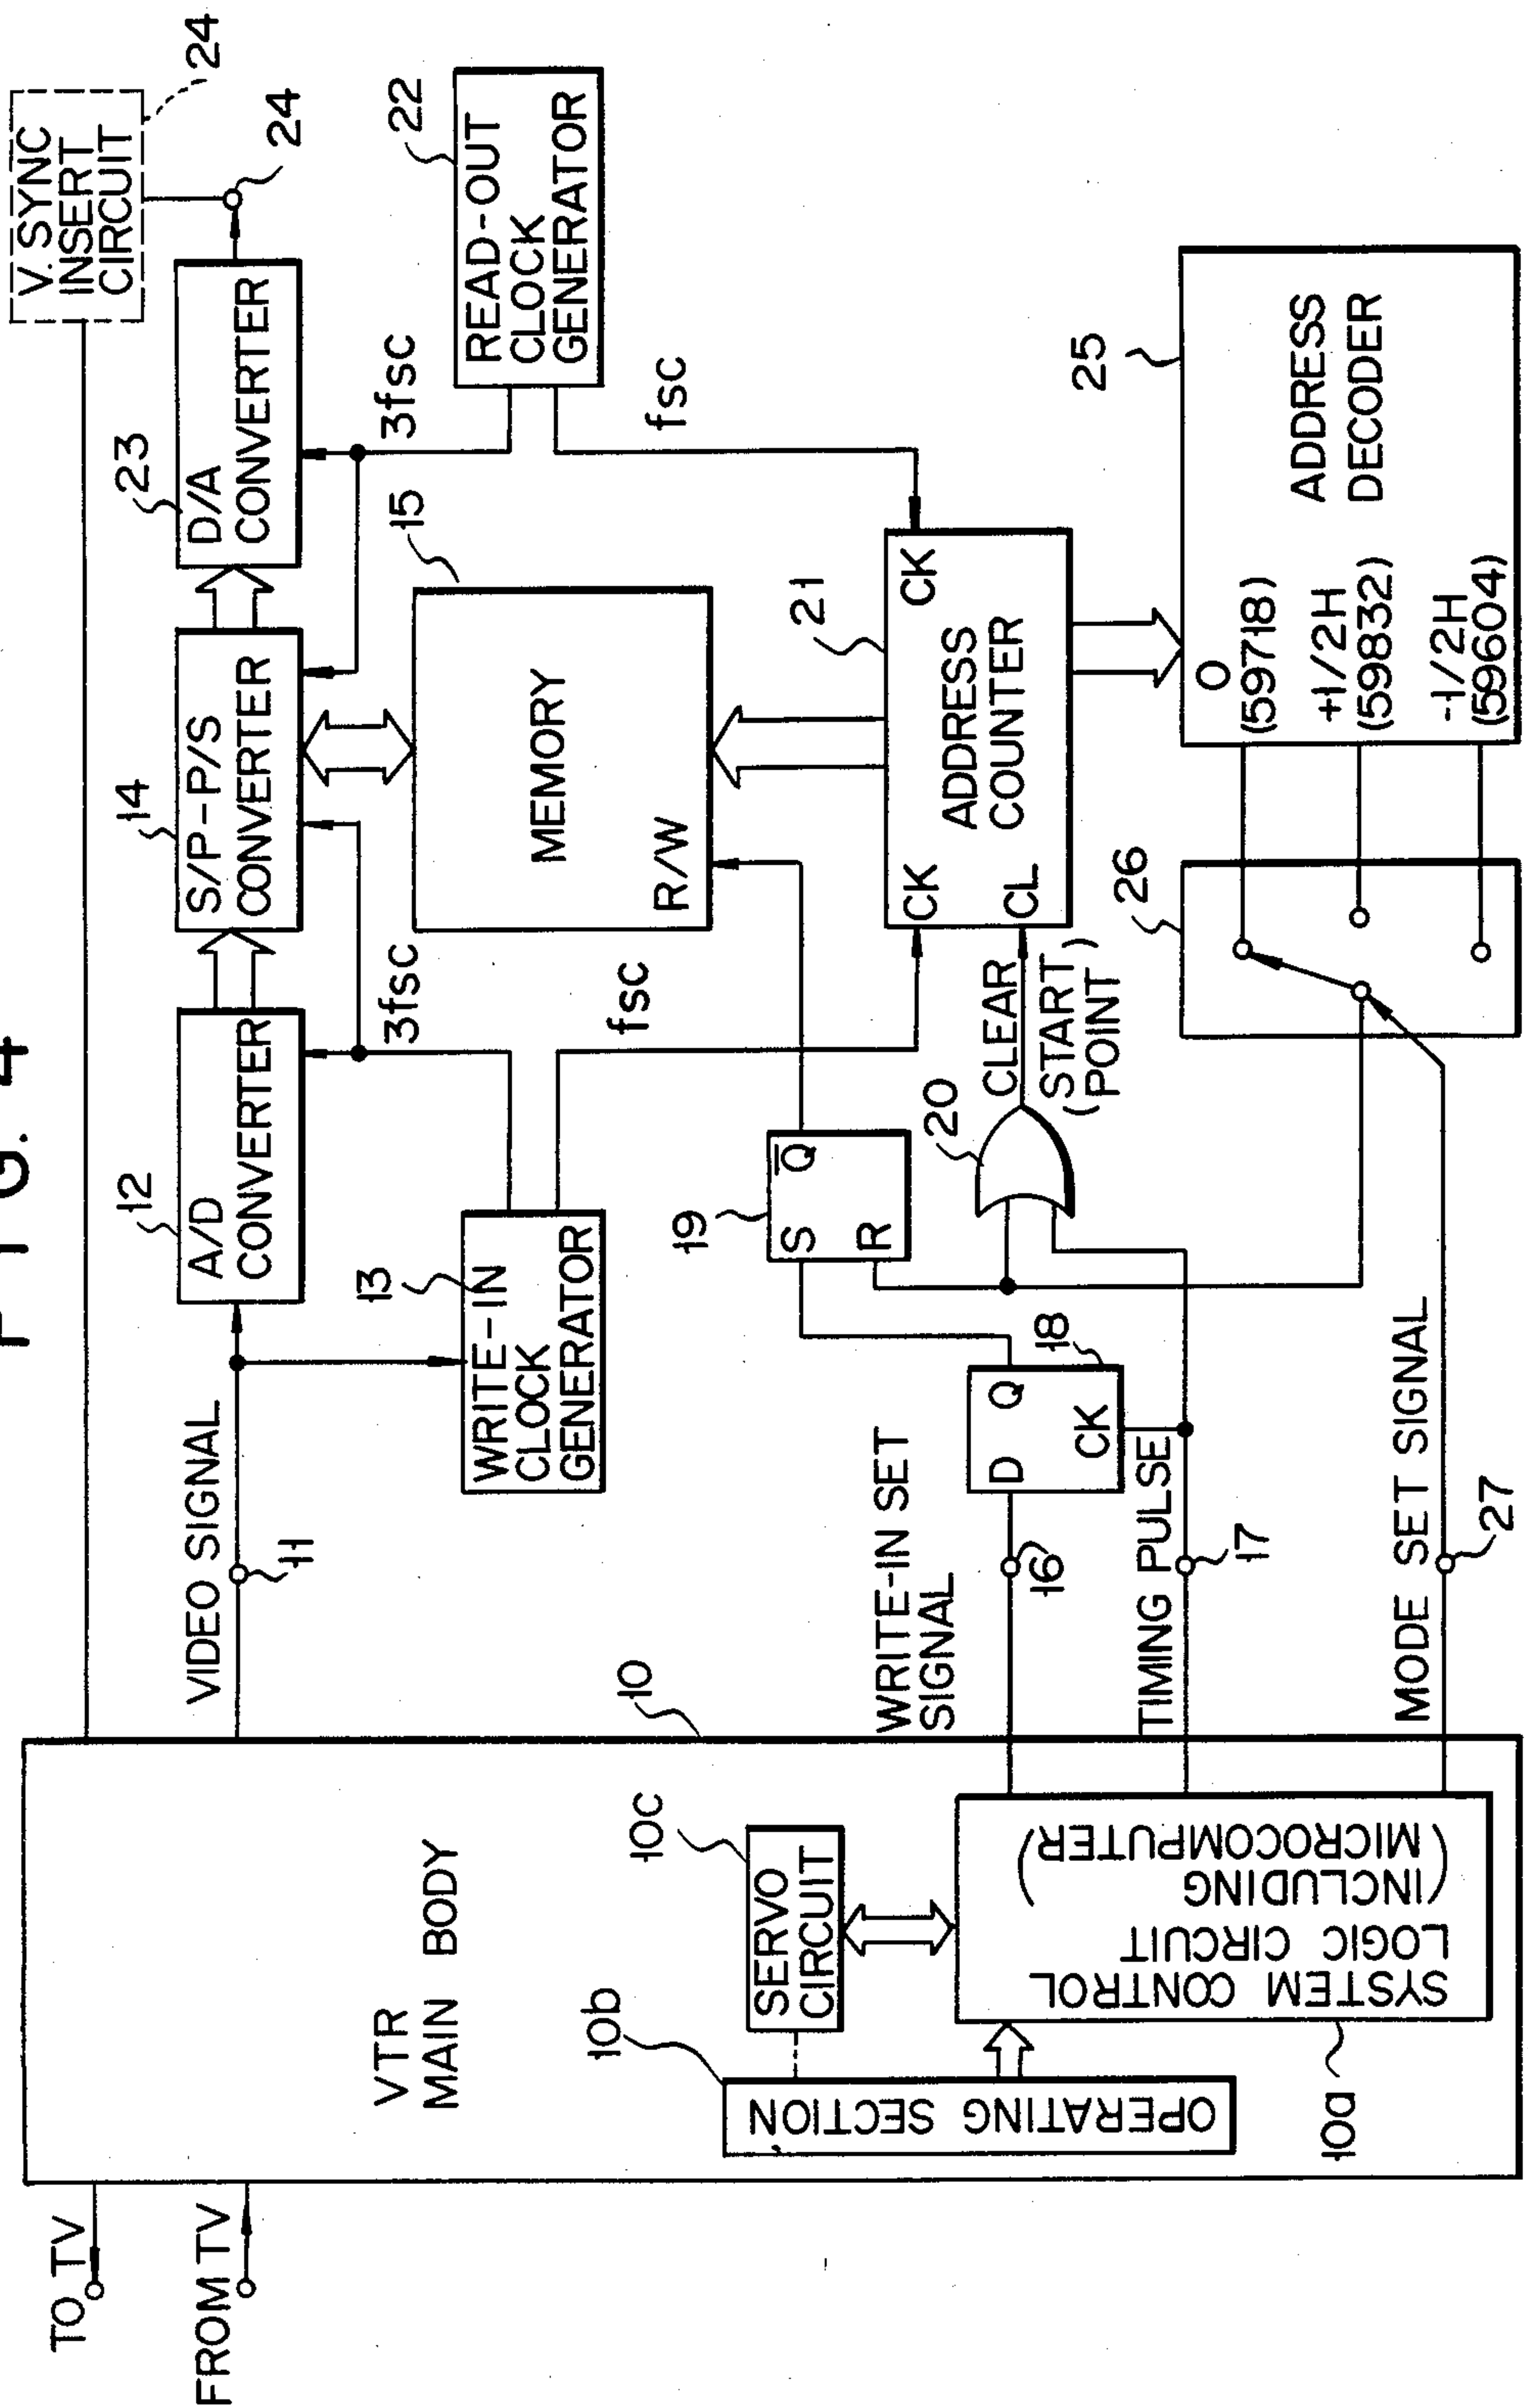 FIG. 4
TO TV
FROM TV
VTR
MAIN BODY
10
SERVO
CIRCUIT
10c
10b
OPERATING SECTION
SYSTEM CONTROL
LOGIC CIRCUIT
(INCLUDING
MICROCOMPUTER)
10a
VIDEO SIGNAL
11
12
A/D
CONVERTER
13
WRITE-IN
CLOCK
GENERATOR
3fsc
fsc
14
S/P-P/S
CONVERTER
15
MEMORY
R/W
23
D/A
CONVERTER
24
V. SYNC
INSERT
CIRCUIT
24
22
READ-OUT
CLOCK
GENERATOR
3fsc
fsc
WRITE-IN SET
SIGNAL
16
TIMING PULSE
17
MODE SET SIGNAL
27
18
D Q
CK
19
S Q̅
R
20
CLEAR
(START
POINT)
21
CK CK
ADDRESS
COUNTER
CL
25
ADDRESS
DECODER
0
(59718)
+1/2H
(59832)
-1/2H
(59604)
26